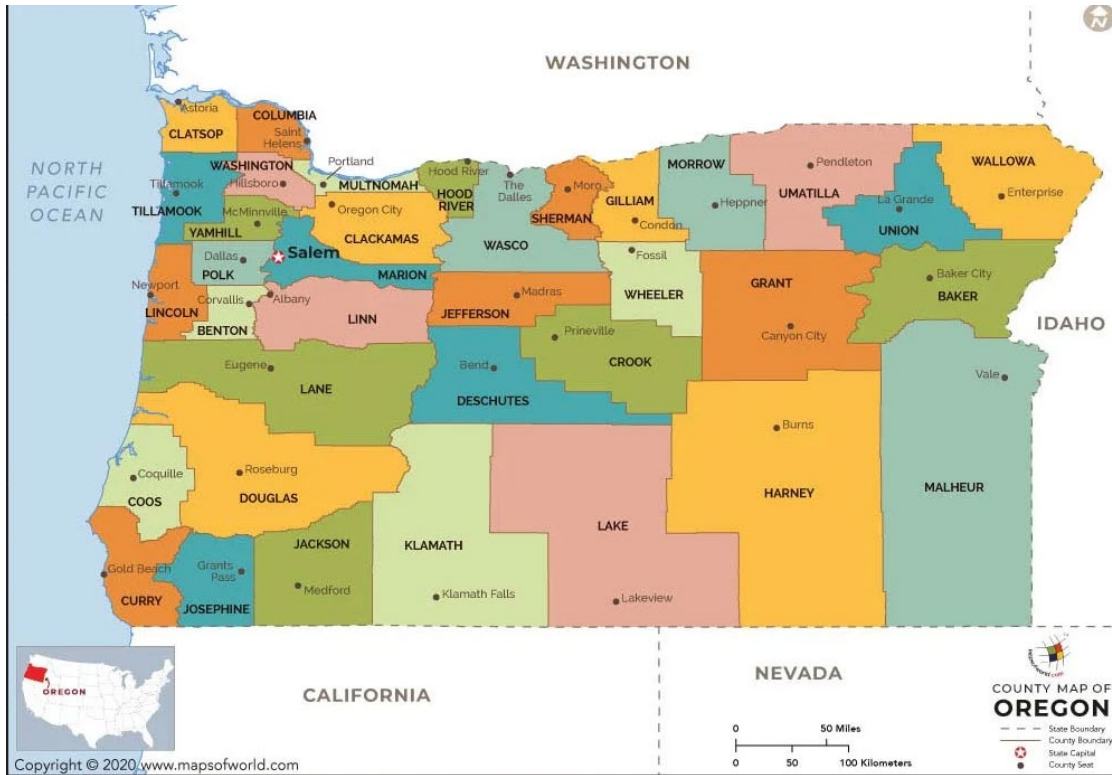 N
WASHINGTON
NORTH
PACIFIC
OCEAN
Astoria
CLATSOP
COLUMBIA
Saint
Helens
WASHINGTON
Hillsboro
Portland
MULTNOMAH
Tillamook
TILLAMOOK
McMinnville
YAMHILL
Oregon City
CLACKAMAS
Hood River
HOOD
RIVER
The
Dalles
WASCO
Moro
SHERMAN
GILLIAM
Condon
MORROW
Heppner
Pendleton
UMATILLA
La Grande
UNION
WALLOWA
Enterprise
Dallas
POLK
Salem
MARION
Newport
LINCOLN
Corvallis
BENTON
Albany
LINN
Madras
JEFFERSON
Fossil
WHEELER
GRANT
Canyon City
Baker City
BAKER
IDAHO
Eugene
LANE
Bend
DESCHUTES
Prineville
CROOK
Vale
MALHEUR
Burns
HARNEY
Coquille
COOS
Roseburg
DOUGLAS
LAKE
Lakeview
KLAMATH
Klamath Falls
JACKSON
Medford
Grants
Pass
JOSEPHINE
Gold Beach
CURRY
OREGON
CALIFORNIA
NEVADA
0 50 Miles
0 50 100 Kilometers
COUNTY MAP OF
OREGON
State Boundary
County Boundary
State Capital
County Seat
Copyright © 2020 www.mapsofworld.com